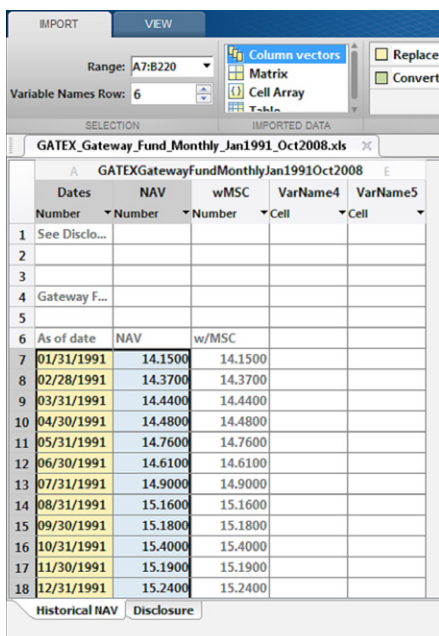 IMPORT VIEW
Range: A7:B220
Variable Names Row: 6
Column vectors
Matrix
Cell Array
Replace
Convert
SELECTION IMPORTED DATA
GATEX_Gateway_Fund_Monthly_Jan1991_Oct2008.xls
A GATEXGatewayFundMonthlyJan1991Oct2008 E
Dates NAV wMSC VarName4 VarName5
Number Number Number Cell Cell
1 See Disclo...
2
3
4 Gateway F...
5
6 As of date NAV w/MSC
7 01/31/1991 14.1500 14.1500
8 02/28/1991 14.3700 14.3700
9 03/31/1991 14.4400 14.4400
10 04/30/1991 14.4800 14.4800
11 05/31/1991 14.7600 14.7600
12 06/30/1991 14.6100 14.6100
13 07/31/1991 14.9000 14.9000
14 08/31/1991 15.1600 15.1600
15 09/30/1991 15.1800 15.1800
16 10/31/1991 15.4000 15.4000
17 11/30/1991 15.1900 15.1900
18 12/31/1991 15.2400 15.2400
Historical NAV Disclosure